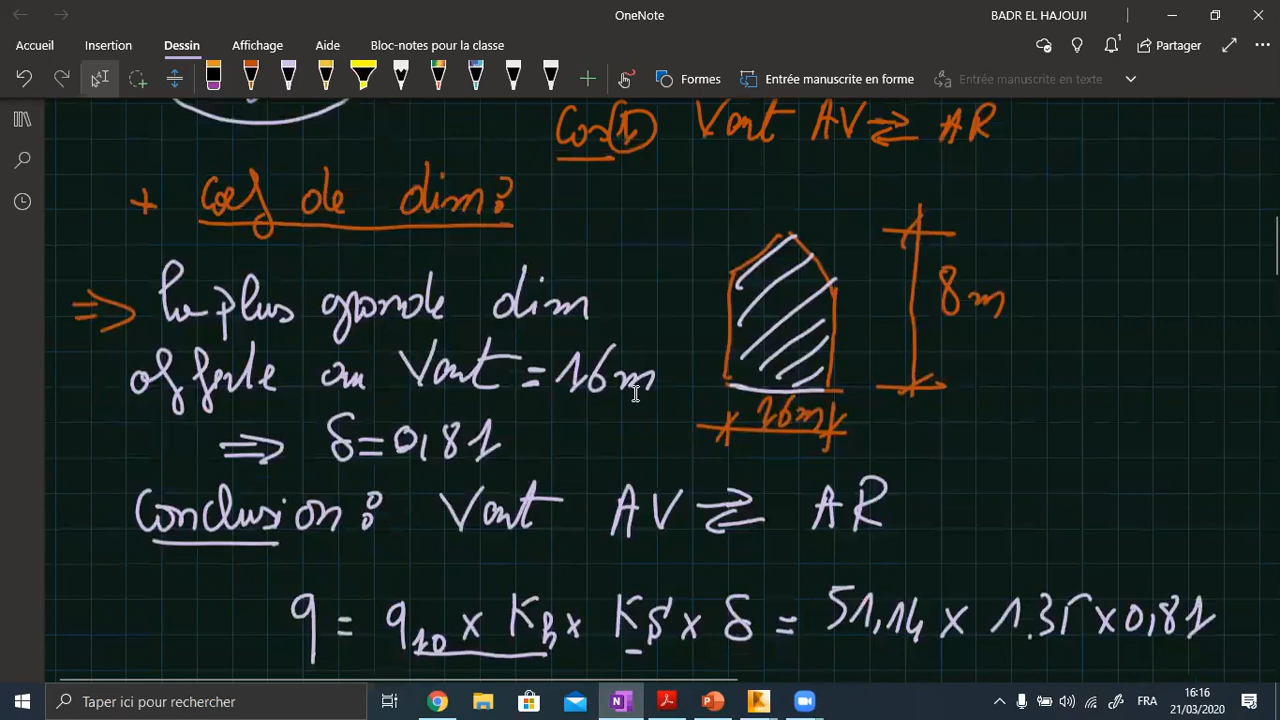 OneNote
BADR EL HAJOUJI
Accueil Insertion Dessin Affichage Aide Bloc-notes pour la classe Partager
Formes Entrée manuscrite en forme Entrée manuscrite en texte
Cas ① Vent AV ⇄ AR
+ Coef de dim?
8m
⇒ la plus grande dim
offerte au Vent = 16m
16m
⇒ δ = 0,81
Conclusion : Vent AV ⇄ AR
q = q10 × Kh × Ks × δ = 51,14 × 1.35 × 0,81
Taper ici pour rechercher
FRA
16:16
21/03/2020